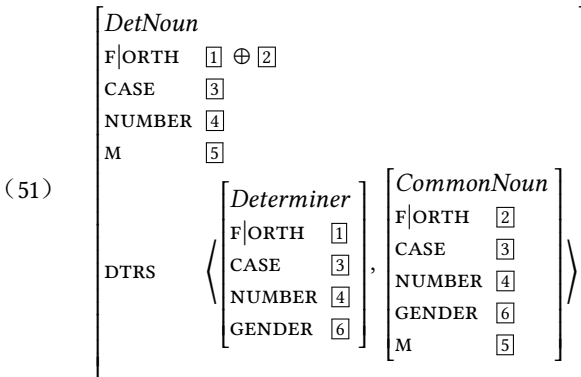 DetNoun
F|ORTH 1 ⊕ 2
CASE 3
NUMBER 4
M 5
(51)
DTRS ⟨ [Determiner F|ORTH 1 CASE 3 NUMBER 4 GENDER 6], [CommonNoun F|ORTH 2 CASE 3 NUMBER 4 GENDER 6 M 5] ⟩